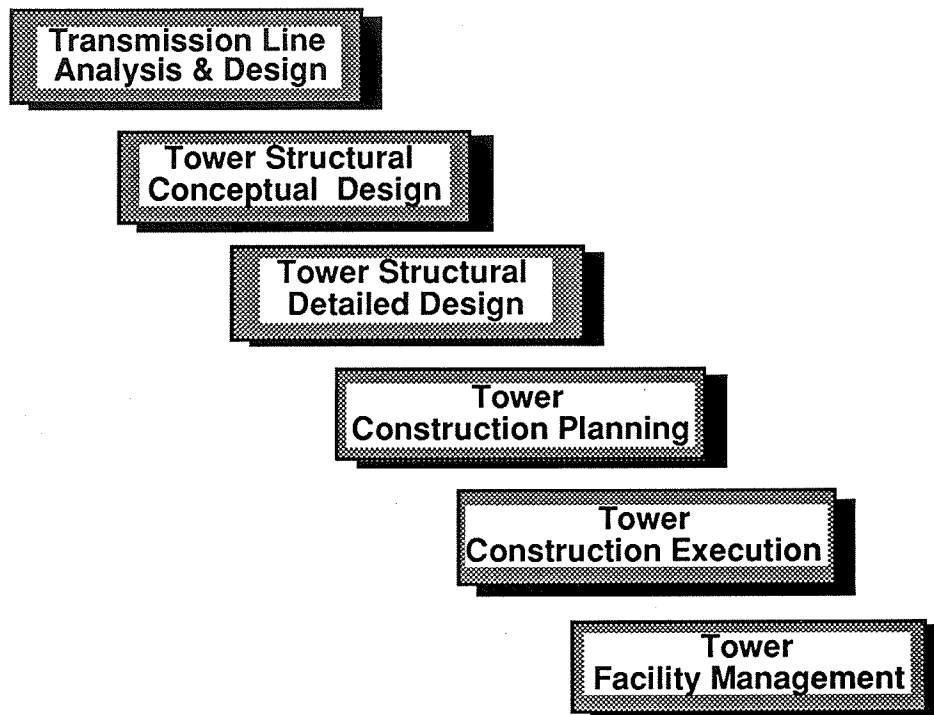 Transmission Line
Analysis & Design
Tower Structural
Conceptual Design
Tower Structural
Detailed Design
Tower
Construction Planning
Tower
Construction Execution
Tower
Facility Management